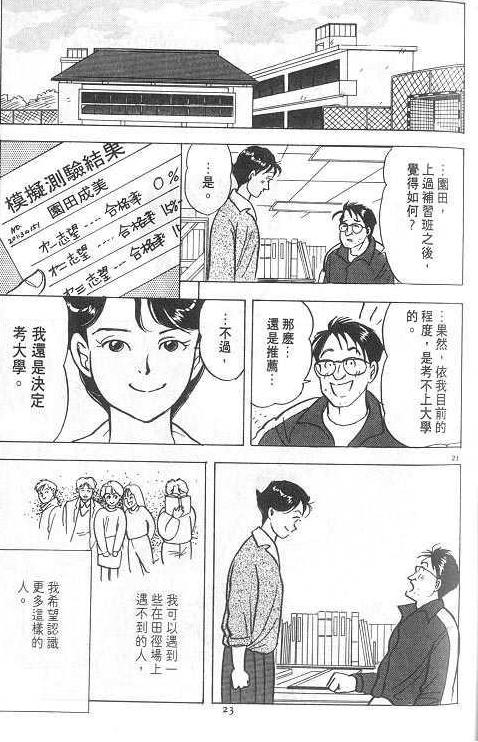 …園田，
上過補習班之後，
覺得如何？
…是。
模擬測驗結果
園田成美
NO.
才一志望----合格率 0%
才二志望----合格率 15%
才三志望----合格率
…果然，依我目前的
程度，是考不上大學
的。
那麼…
還是推薦…
…不過，
我還是決定
考大學。
21
我可以遇到一
些在田徑場上
遇不到的人，
我希望認識
更多這樣的
人。
23